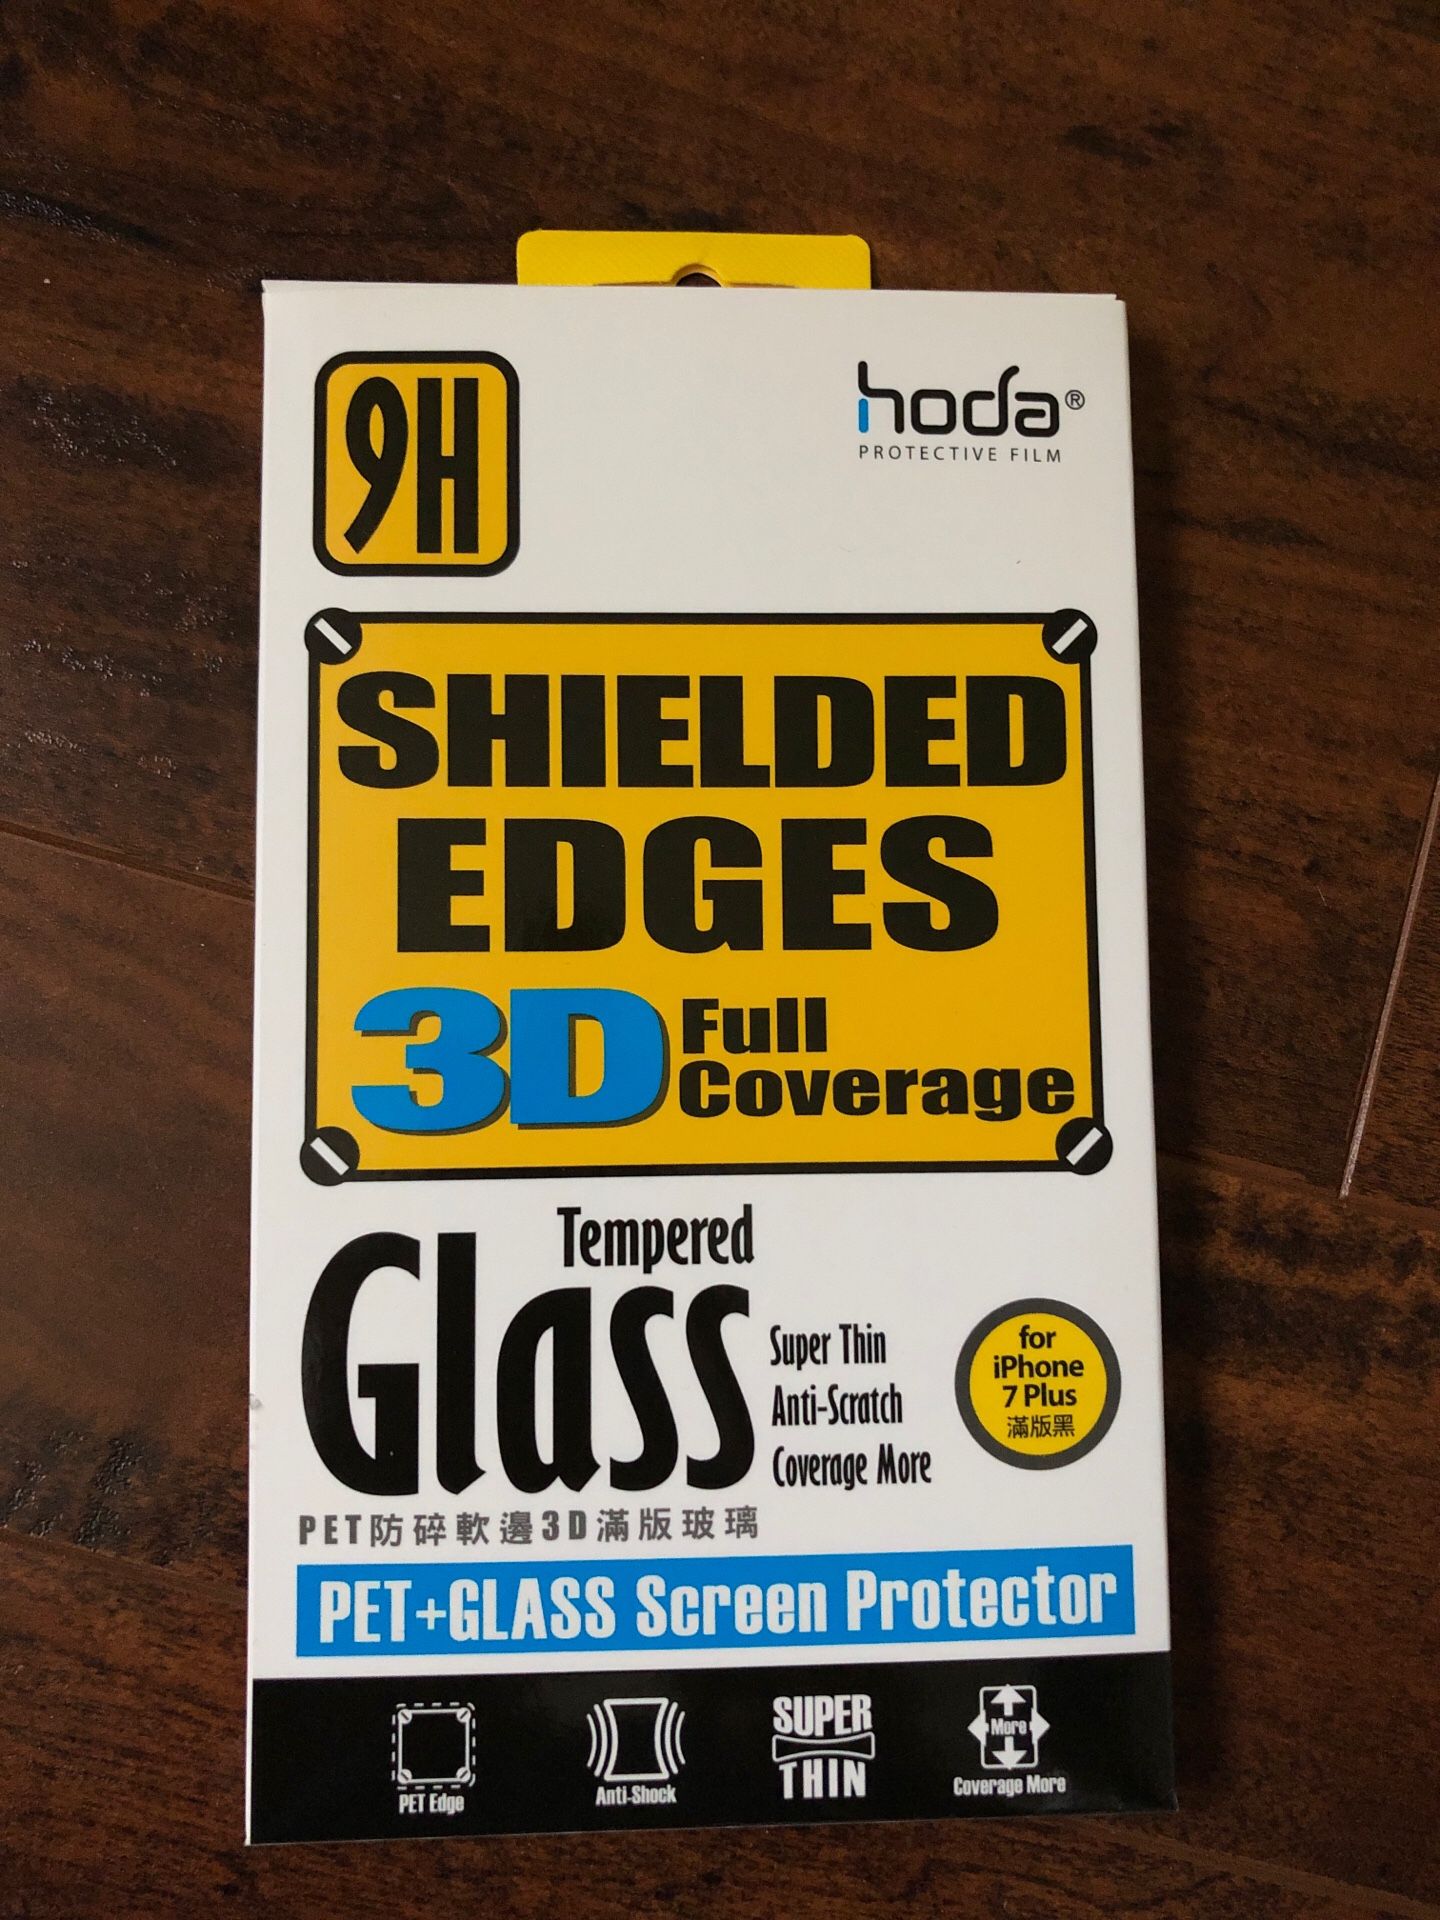 9H
hoda®
PROTECTIVE FILM
SHIELDED
EDGES
3D Full
Coverage
Tempered
Glass
Super Thin
Anti-Scratch
Coverage More
for
iPhone
7 Plus
滿版黑
PET防碎軟邊3D滿版玻璃
PET+GLASS Screen Protector
PET Edge
Anti-Shock
SUPER
THIN
More
Coverage More